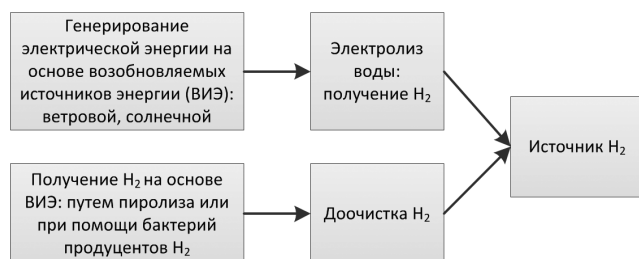 Генерирование
электрической энергии на
основе возобновляемых
источников энергии (ВИЭ):
ветровой, солнечной
Электролиз
воды:
получение H₂
Источник H₂
Получение H₂ на основе
ВИЭ: путем пиролиза или
при помощи бактерий
продуцентов H₂
Доочистка H₂